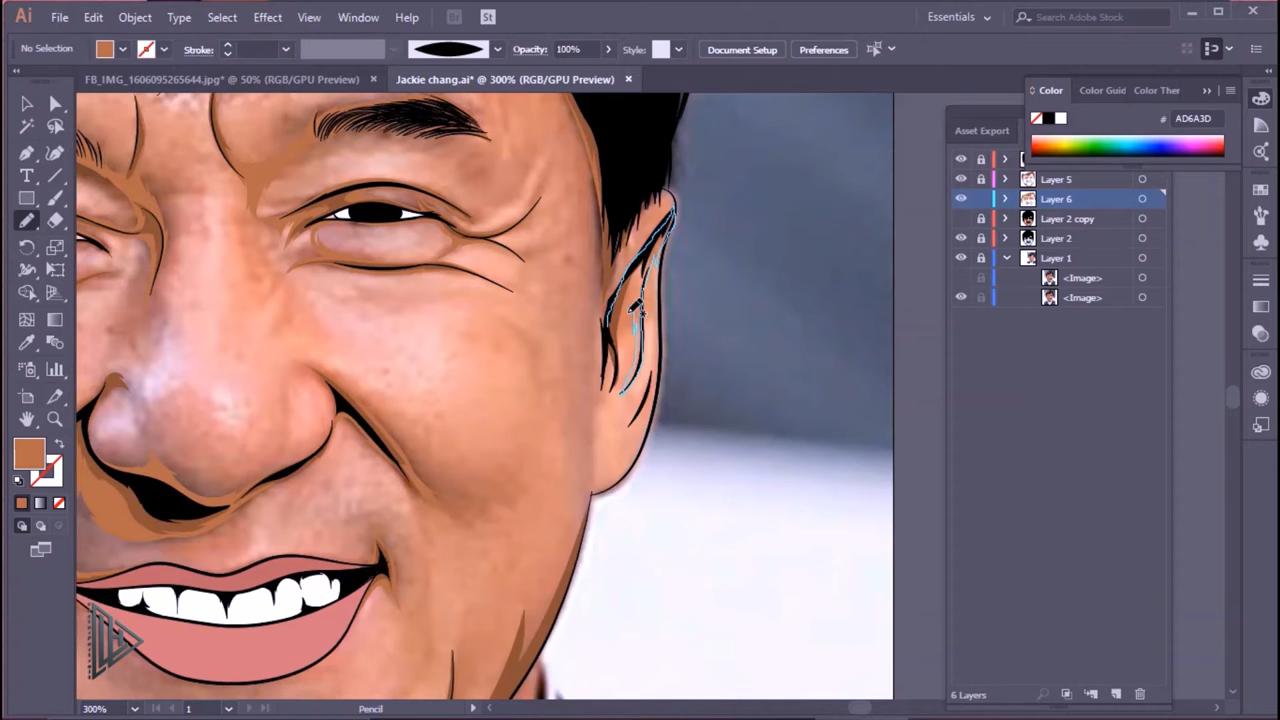 Ai File Edit Object Type Select Effect View Window Help Br St Essentials Search Adobe Stock
No Selection Stroke: Opacity: 100% Style: Document Setup Preferences
FB_IMG_1606095265644.jpg* @ 50% (RGB/GPU Preview) × Jackie chang.ai* @ 300% (RGB/GPU Preview) ×
Color Color Guid Color Ther
# AD6A3D
Asset Export
Layer 5
Layer 6
Layer 2 copy
Layer 2
Layer 1
<Image>
<Image>
6 Layers
300% 1 Pencil